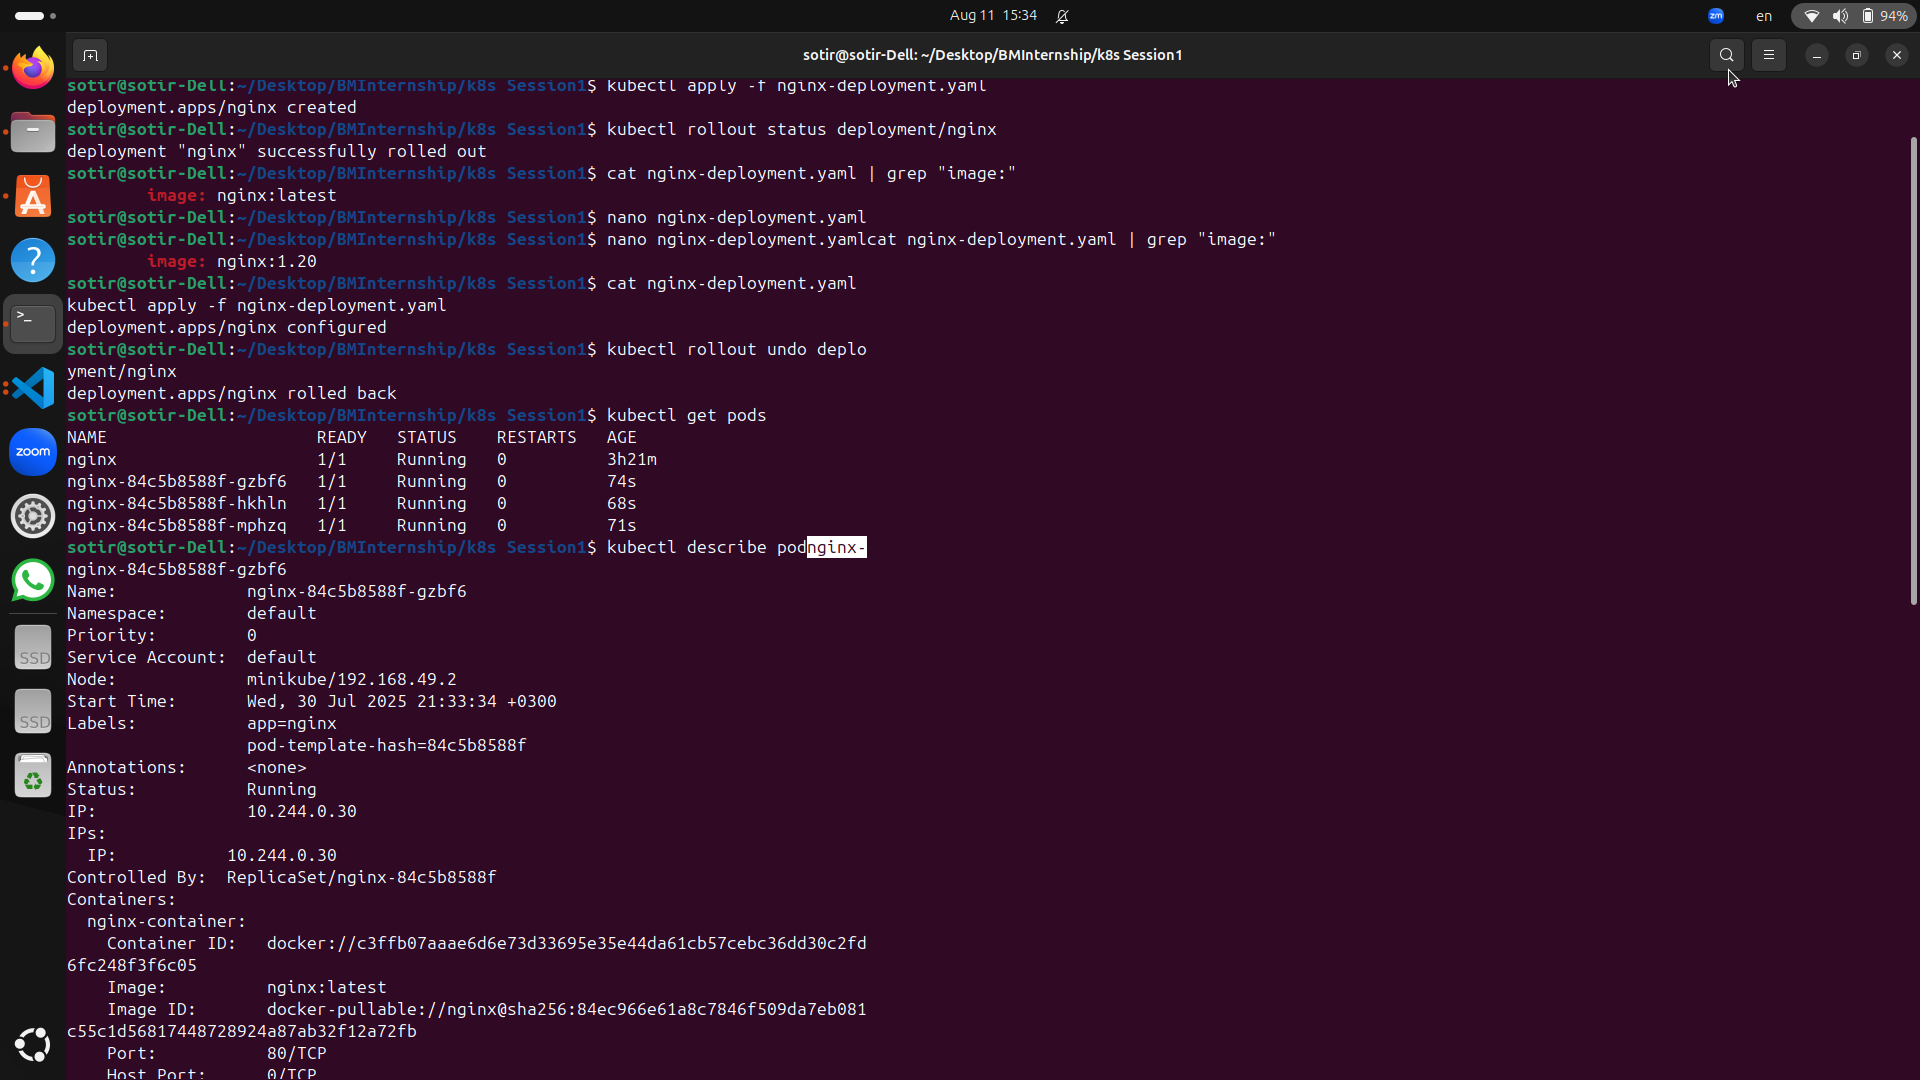 Aug 11 15:34
zm
en
94%
sotir@sotir-Dell: ~/Desktop/BMInternship/k8s Session1
sotir@sotir-Dell:~/Desktop/BMInternship/k8s Session1$ kubectl apply -f nginx-deployment.yaml
deployment.apps/nginx created
sotir@sotir-Dell:~/Desktop/BMInternship/k8s Session1$ kubectl rollout status deployment/nginx
deployment "nginx" successfully rolled out
sotir@sotir-Dell:~/Desktop/BMInternship/k8s Session1$ cat nginx-deployment.yaml | grep "image:"
        image: nginx:latest
sotir@sotir-Dell:~/Desktop/BMInternship/k8s Session1$ nano nginx-deployment.yaml
sotir@sotir-Dell:~/Desktop/BMInternship/k8s Session1$ nano nginx-deployment.yamlcat nginx-deployment.yaml | grep "image:"
        image: nginx:1.20
sotir@sotir-Dell:~/Desktop/BMInternship/k8s Session1$ cat nginx-deployment.yaml
kubectl apply -f nginx-deployment.yaml
deployment.apps/nginx configured
sotir@sotir-Dell:~/Desktop/BMInternship/k8s Session1$ kubectl rollout undo deplo
yment/nginx
deployment.apps/nginx rolled back
sotir@sotir-Dell:~/Desktop/BMInternship/k8s Session1$ kubectl get pods
NAME                     READY   STATUS    RESTARTS   AGE
nginx                    1/1     Running   0          3h21m
nginx-84c5b8588f-gzbf6   1/1     Running   0          74s
nginx-84c5b8588f-hkhln   1/1     Running   0          68s
nginx-84c5b8588f-mphzq   1/1     Running   0          71s
sotir@sotir-Dell:~/Desktop/BMInternship/k8s Session1$ kubectl describe podnginx-
nginx-84c5b8588f-gzbf6
Name:             nginx-84c5b8588f-gzbf6
Namespace:        default
Priority:         0
Service Account:  default
Node:             minikube/192.168.49.2
Start Time:       Wed, 30 Jul 2025 21:33:34 +0300
Labels:           app=nginx
                  pod-template-hash=84c5b8588f
Annotations:      <none>
Status:           Running
IP:               10.244.0.30
IPs:
  IP:           10.244.0.30
Controlled By:  ReplicaSet/nginx-84c5b8588f
Containers:
  nginx-container:
    Container ID:   docker://c3ffb07aaae6d6e73d33695e35e44da61cb57cebc36dd30c2fd
6fc248f3f6c05
    Image:          nginx:latest
    Image ID:       docker-pullable://nginx@sha256:84ec966e61a8c7846f509da7eb081
c55c1d56817448728924a87ab32f12a72fb
    Port:           80/TCP
    Host Port:      0/TCP
zoom
SSD
SSD